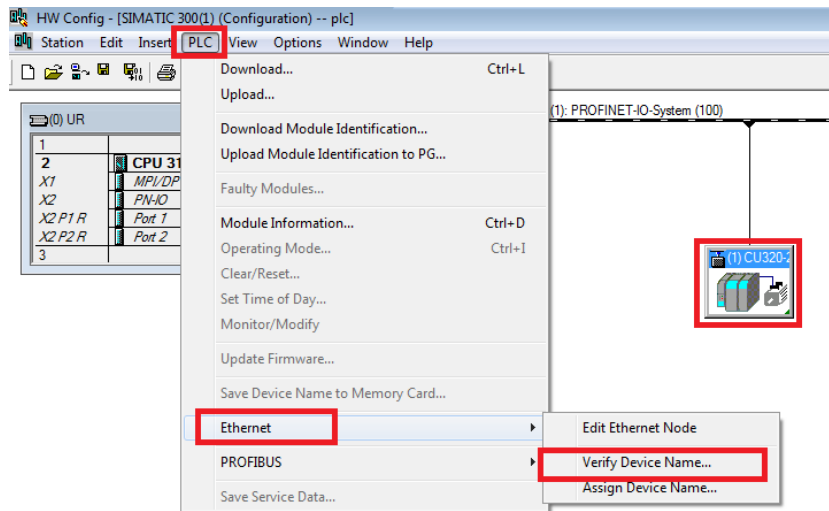 HW Config - [SIMATIC 300(1) (Configuration) -- plc]
Station Edit Insert PLC View Options Window Help
Download... Ctrl+L
Upload...
Download Module Identification...
Upload Module Identification to PG...
Faulty Modules...
Module Information... Ctrl+D
Operating Mode... Ctrl+I
Clear/Reset...
Set Time of Day...
Monitor/Modify
Update Firmware...
Save Device Name to Memory Card...
Ethernet
PROFIBUS
Save Service Data...
Edit Ethernet Node
Verify Device Name...
Assign Device Name...
(0) UR
1
2 CPU 31
X1 MPI/DP
X2 PN-IO
X2 P1 R Port 1
X2 P2 R Port 2
3
(1): PROFINET-IO-System (100)
(1) CU320-2